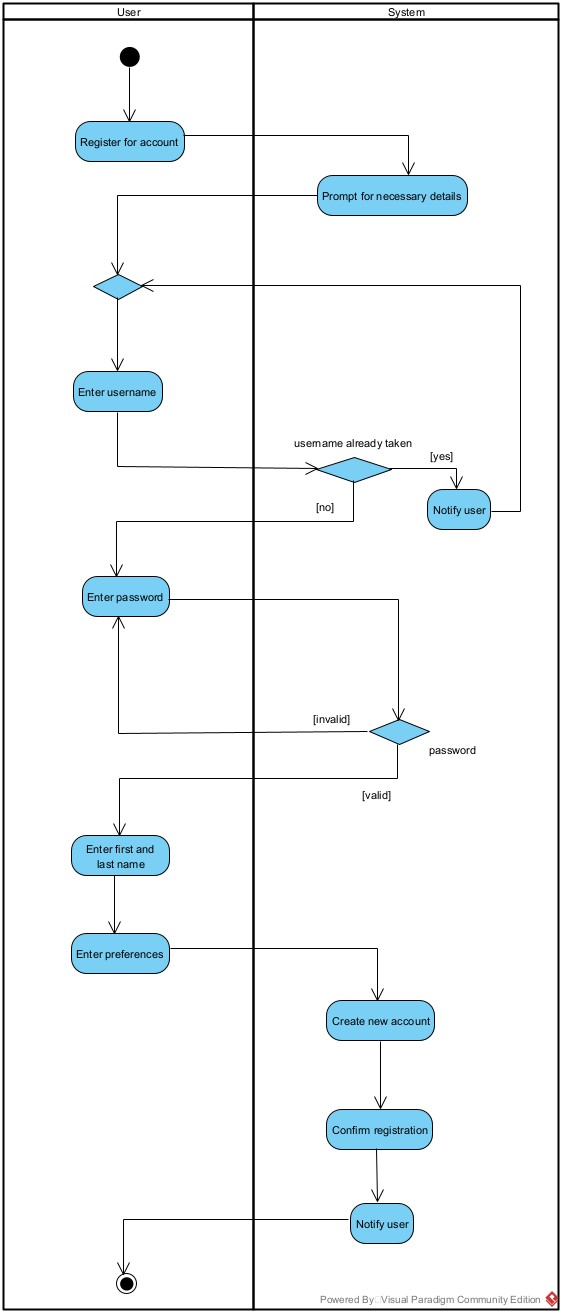 User
System
Register for account
Prompt for necessary details
Enter username
username already taken
[yes]
Notify user
[no]
Enter password
[invalid]
password
[valid]
Enter first and
last name
Enter preferences
Create new account
Confirm registration
Notify user
Powered By Visual Paradigm Community Edition